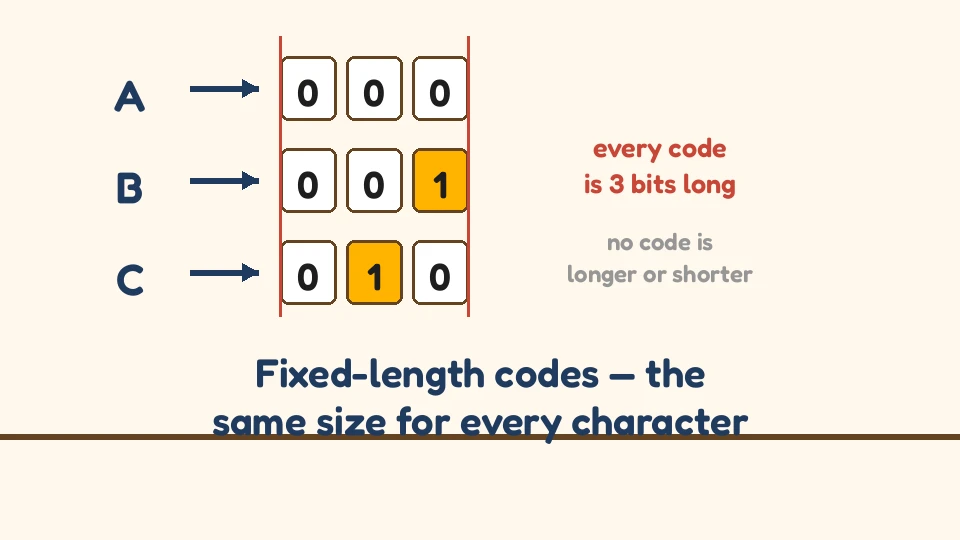 A 0 0 0
B 0 0 1
C 0 1 0
every code
is 3 bits long
no code is
longer or shorter
Fixed-length codes — the
same size for every character